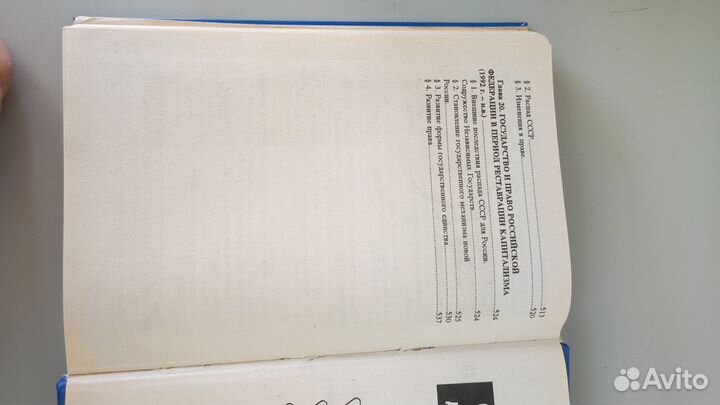 § 2. Распад СССР..........513
§ 3. Изменения в праве..........520
Глава 20. ГОСУДАРСТВО И ПРАВО РОССИЙСКОЙ
ФЕДЕРАЦИИ В ПЕРИОД РЕСТАВРАЦИИ КАПИТАЛИЗМА
(1992 г. – н.в.)..........524
§ 1. Внешние последствия распада СССР для России.
Содружество Независимых Государств..........524
§ 2. Становление государственного механизма новой
России..........525
§ 3. Развитие формы государственного единства..........530
§ 4. Развитие права..........537
Avito